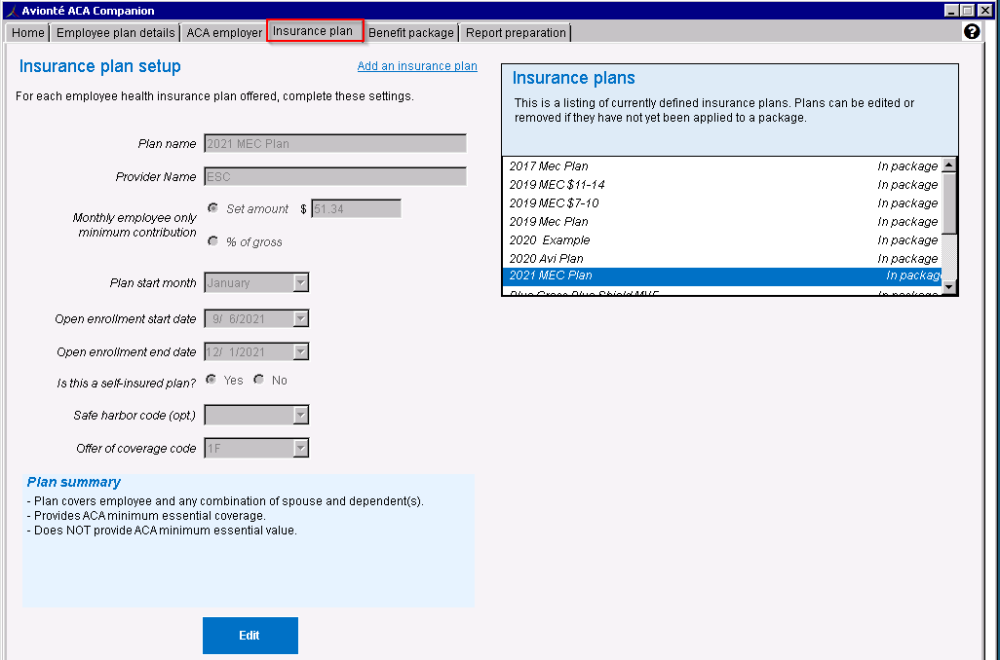 Avionté ACA Companion
Home Employee plan details ACA employer Insurance plan Benefit package Report preparation
Insurance plan setup
Add an insurance plan
For each employee health insurance plan offered, complete these settings.
Plan name 2021 MEC Plan
Provider Name ESC
Monthly employee only
minimum contribution
Set amount $ 51.34
% of gross
Plan start month January
Open enrollment start date 9/ 6/2021
Open enrollment end date 12/ 1/2021
Is this a self-insured plan? Yes No
Safe harbor code (opt.)
Offer of coverage code 1F
Plan summary
- Plan covers employee and any combination of spouse and dependent(s).
- Provides ACA minimum essential coverage.
- Does NOT provide ACA minimum essential value.
Edit
Insurance plans
This is a listing of currently defined insurance plans. Plans can be edited or
removed if they have not yet been applied to a package.
2017 Mec Plan In package
2019 MEC $11-14 In package
2019 MEC $7-10 In package
2019 Mec Plan In package
2020 Example In package
2020 Avi Plan In package
2021 MEC Plan In packag